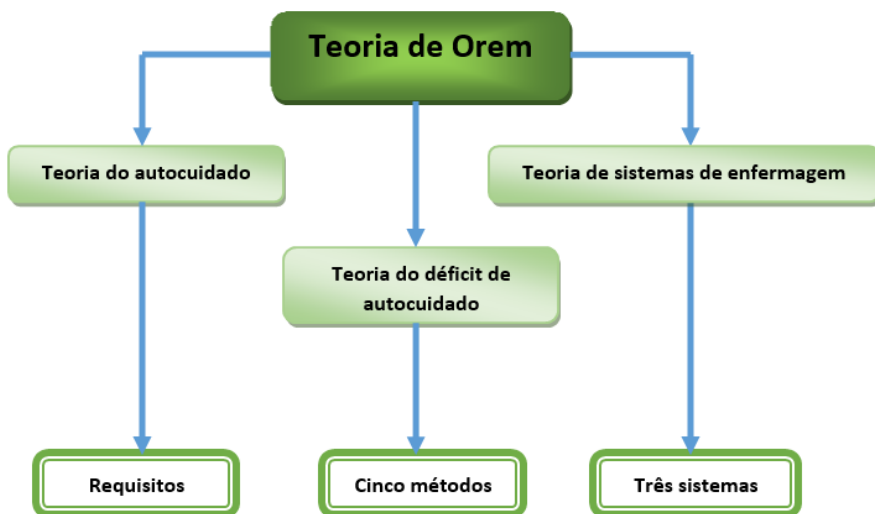 Teoria de Orem
Teoria do autocuidado
Teoria de sistemas de enfermagem
Teoria do déficit de
autocuidado
Requisitos
Cinco métodos
Três sistemas